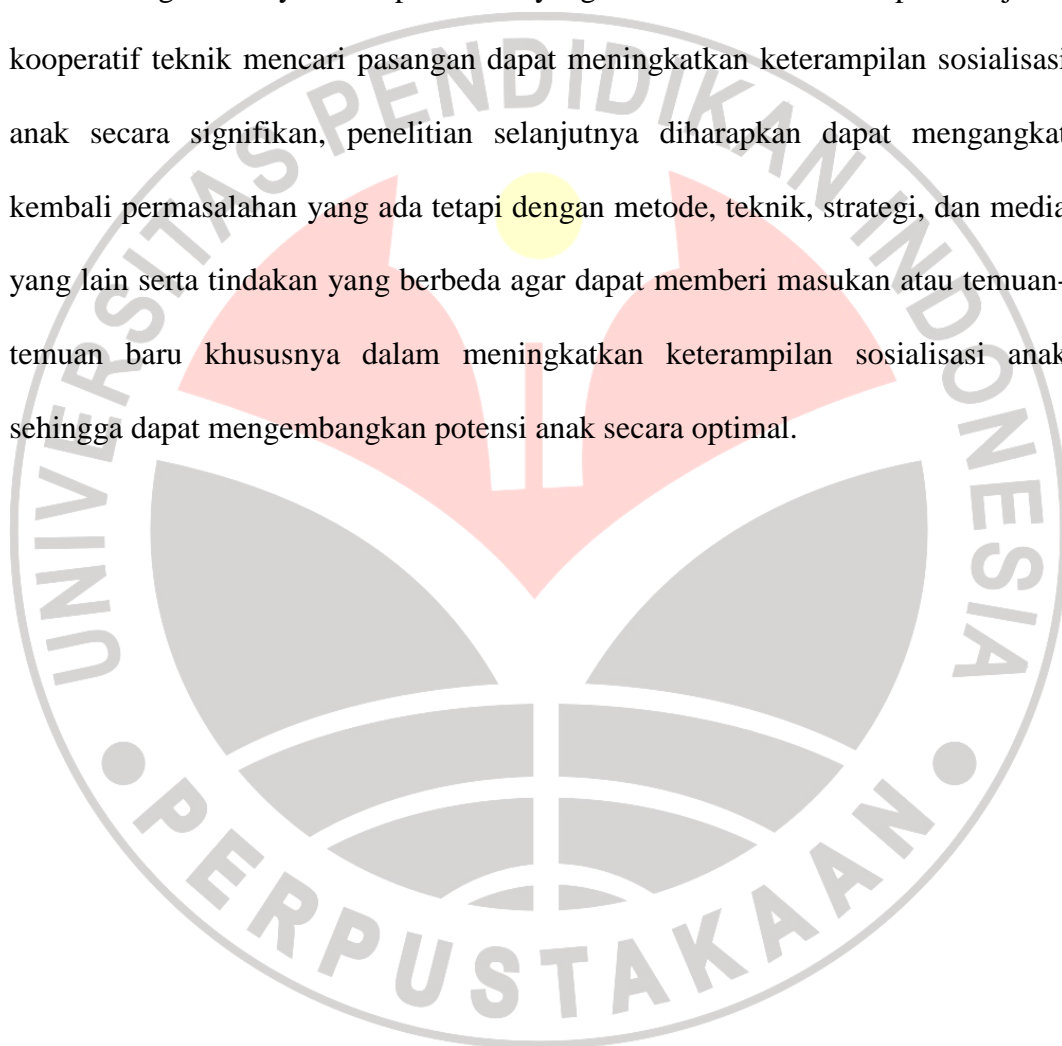 kooperatif teknik mencari pasangan dapat meningkatkan keterampilan sosialisasi
anak secara signifikan, penelitian selanjutnya diharapkan dapat mengangkat
kembali permasalahan yang ada tetapi dengan metode, teknik, strategi, dan media
yang lain serta tindakan yang berbeda agar dapat memberi masukan atau temuan-
temuan baru khususnya dalam meningkatkan keterampilan sosialisasi anak
sehingga dapat mengembangkan potensi anak secara optimal.
UNIVERSITAS PENDIDIKAN INDONESIA
PERPUSTAKAAN